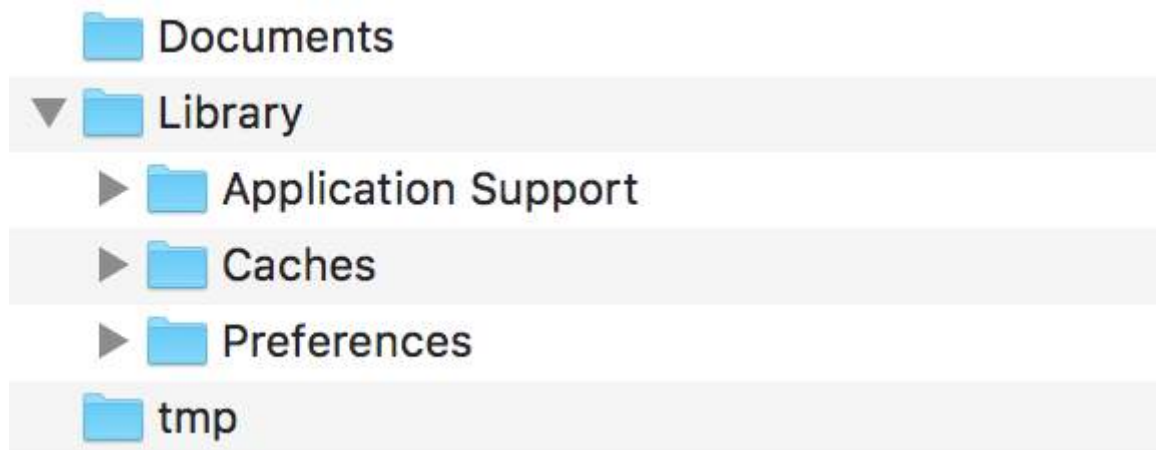 Documents
Library
Application Support
Caches
Preferences
tmp